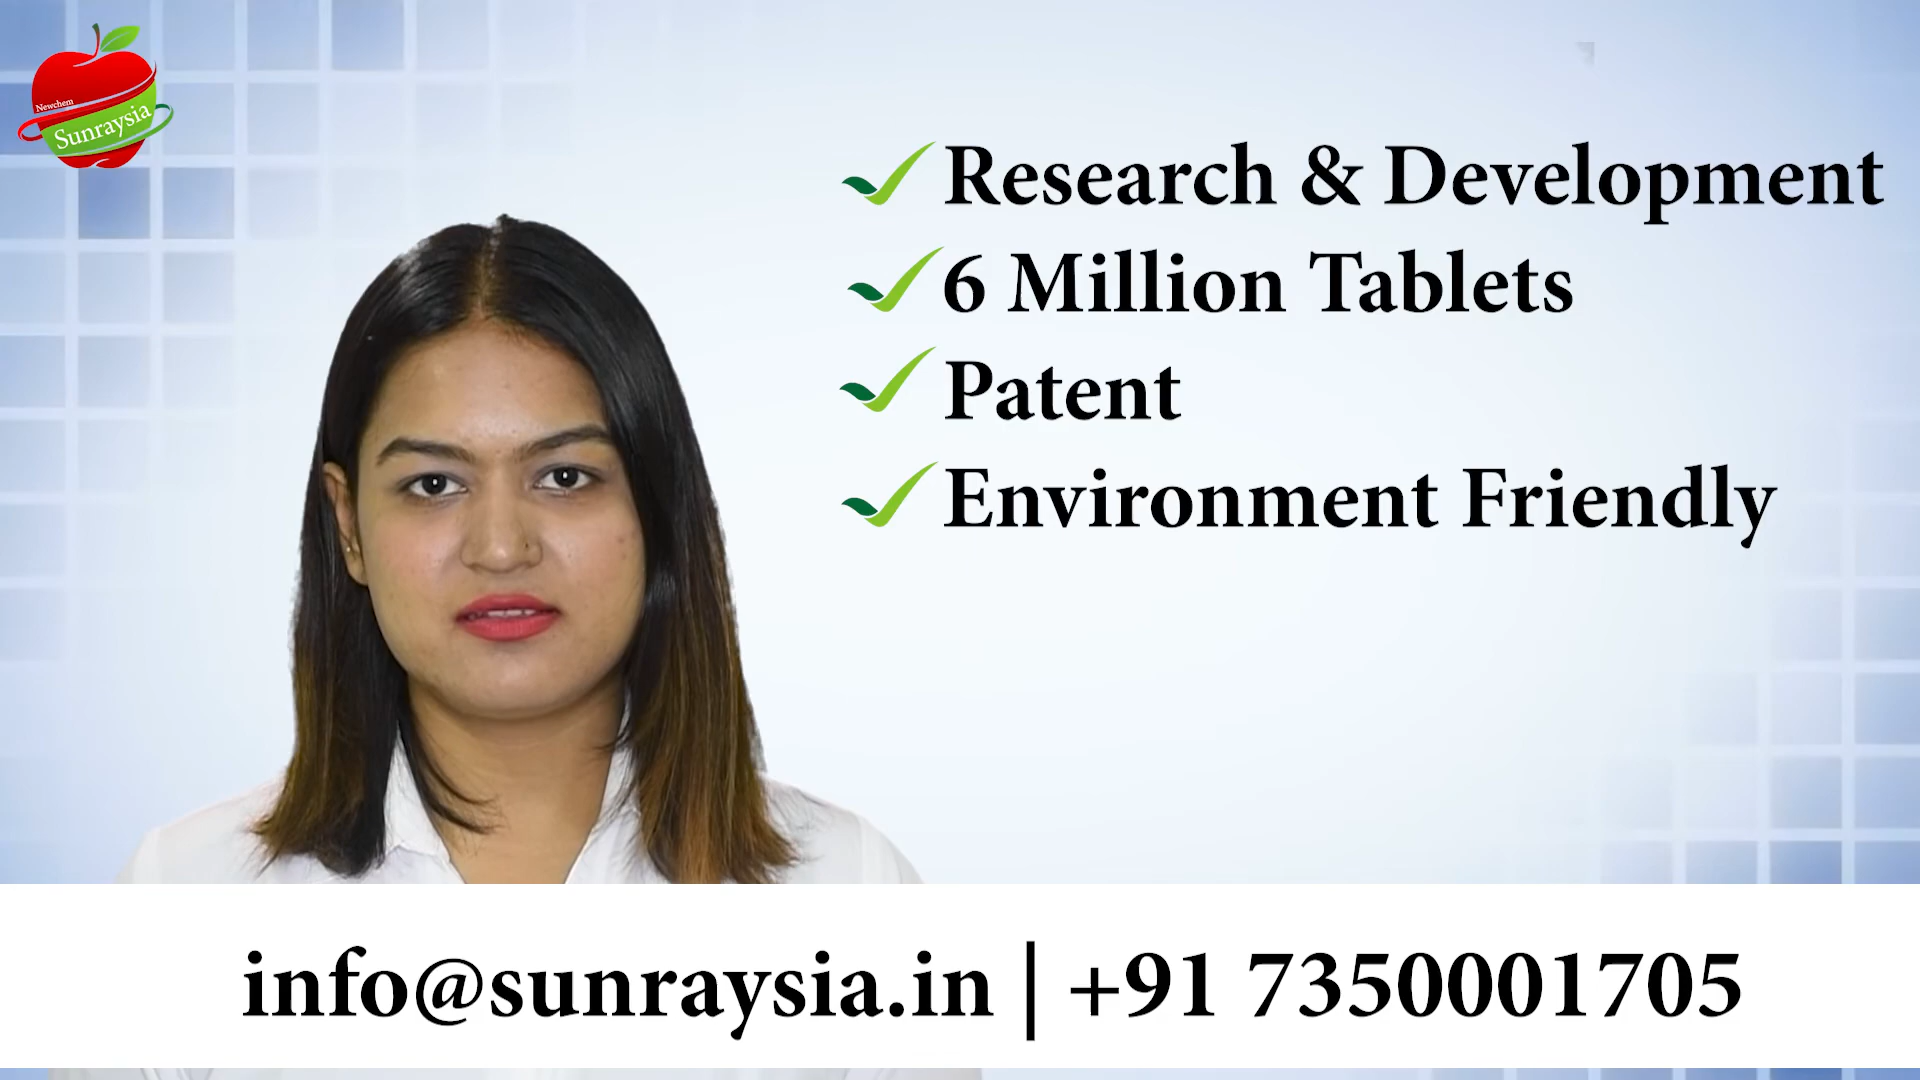 Newchem
Sunraysia
Research & Development
6 Million Tablets
Patent
Environment Friendly
info@sunraysia.in | +91 7350001705